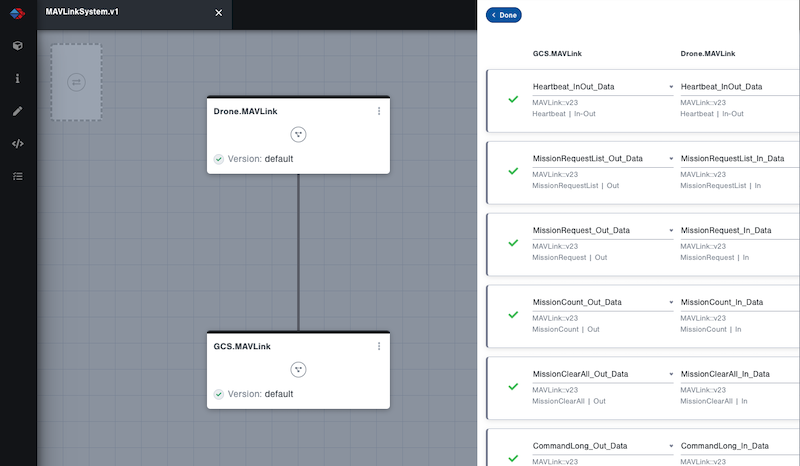 MAVLinkSystem.v1
Done
GCS.MAVLink
Drone.MAVLink
Drone.MAVLink
Version: default
GCS.MAVLink
Version: default
Heartbeat_InOut_Data
Heartbeat_InOut_Data
MAVLink::v23
MAVLink::v23
Heartbeat | In-Out
Heartbeat | In-Out
MissionRequestList_Out_Data
MissionRequestList_In_Data
MAVLink::v23
MAVLink::v23
MissionRequestList | Out
MissionRequestList | In
MissionRequest_Out_Data
MissionRequest_In_Data
MAVLink::v23
MAVLink::v23
MissionRequest | Out
MissionRequest | In
MissionCount_Out_Data
MissionCount_In_Data
MAVLink::v23
MAVLink::v23
MissionCount | Out
MissionCount | In
MissionClearAll_Out_Data
MissionClearAll_In_Data
MAVLink::v23
MAVLink::v23
MissionClearAll | Out
MissionClearAll | In
CommandLong_Out_Data
CommandLong_In_Data
MAVLink::v23
MAVLink::v23